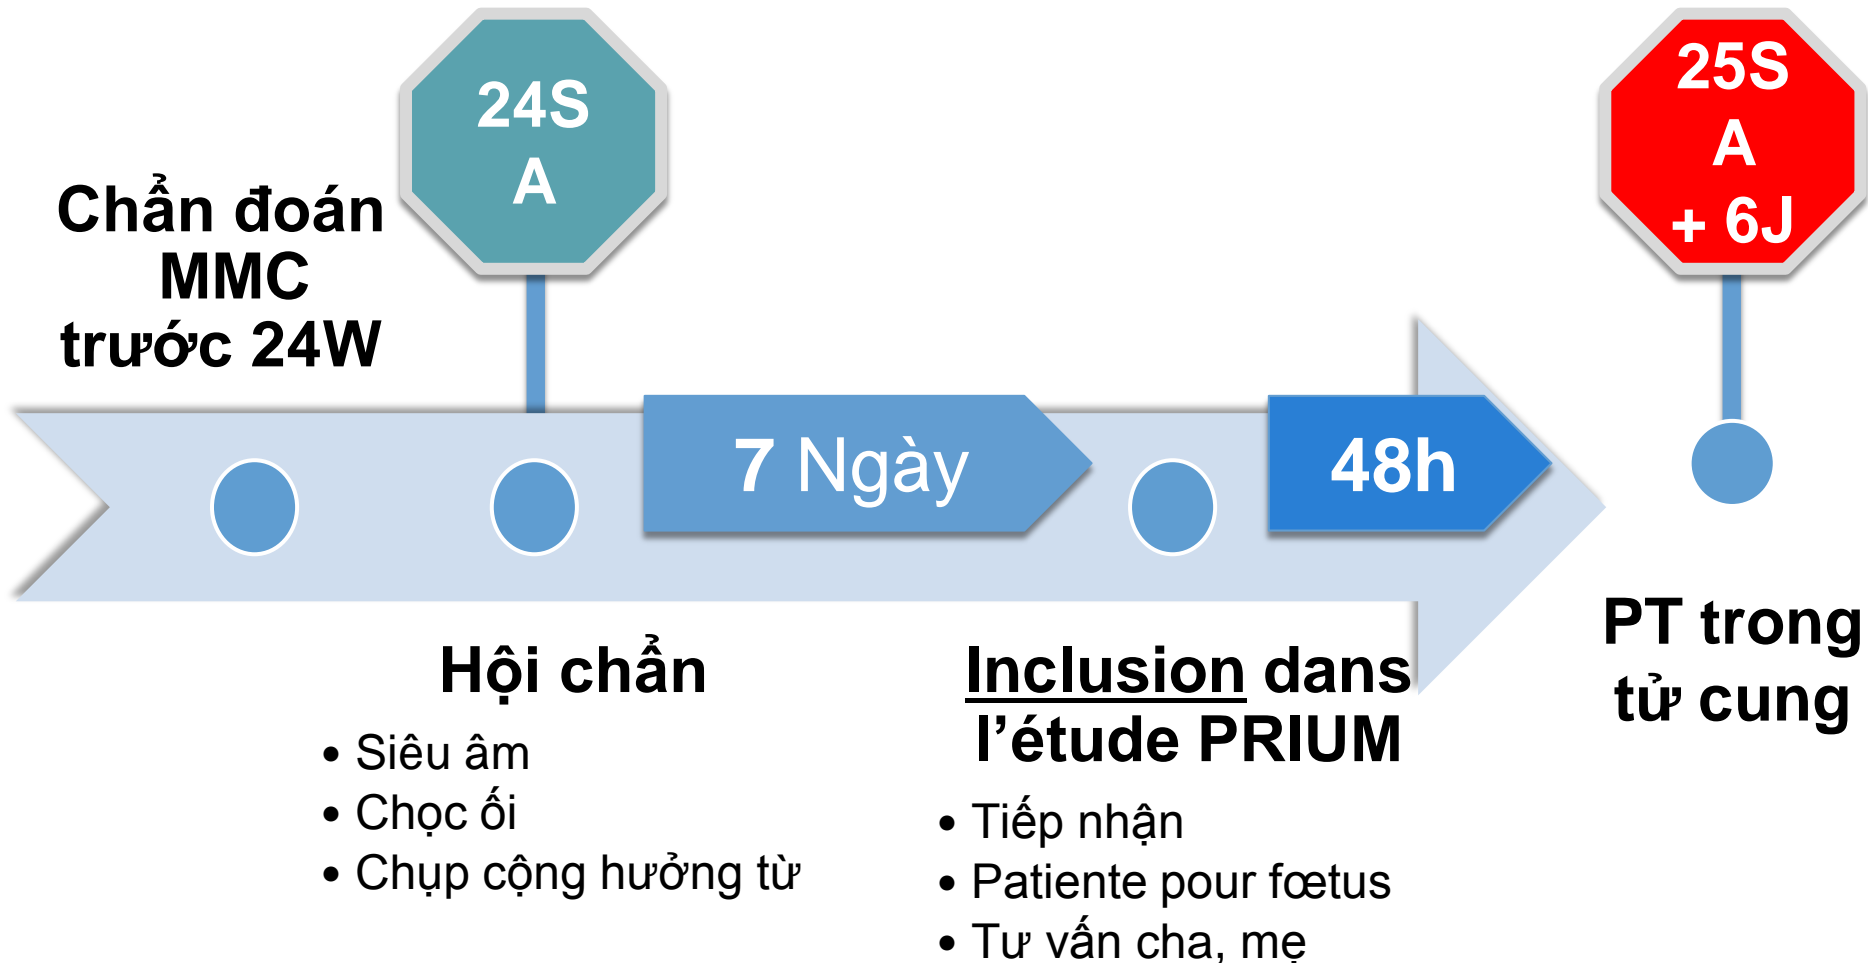 24S
A
25S
A
+ 6J
Chẩn đoán
MMC
trước 24W
7 Ngày
48h
Hội chẩn
• Siêu âm
• Chọc ối
• Chụp cộng hưởng từ
Inclusion dans
l’étude PRIUM
• Tiếp nhận
• Patiente pour fœtus
• Tư vấn cha, mẹ
PT trong
tử cung